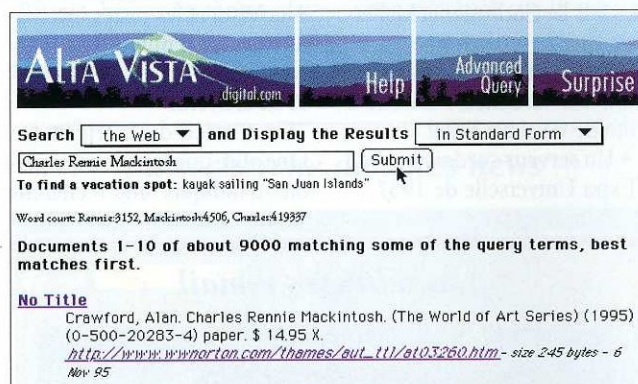 ALTA VISTA
digital.com
Help
Advanced
Query
Surprise
Search the Web and Display the Results in Standard Form
Charles Rennie Mackintosh Submit
To find a vacation spot: kayak sailing "San Juan Islands"
Word count: Rennie:3152, Mackintosh:4506, Charles:419337
Documents 1-10 of about 9000 matching some of the query terms, best
matches first.
No Title
Crawford, Alan. Charles Rennie Mackintosh. (The World of Art Series) (1995)
(0-500-20283-4) paper. $ 14.95 X.
http://www.wwnorton.com/thames/aut_ttl/at03260.htm - size 245 bytes - 6
Nov 95